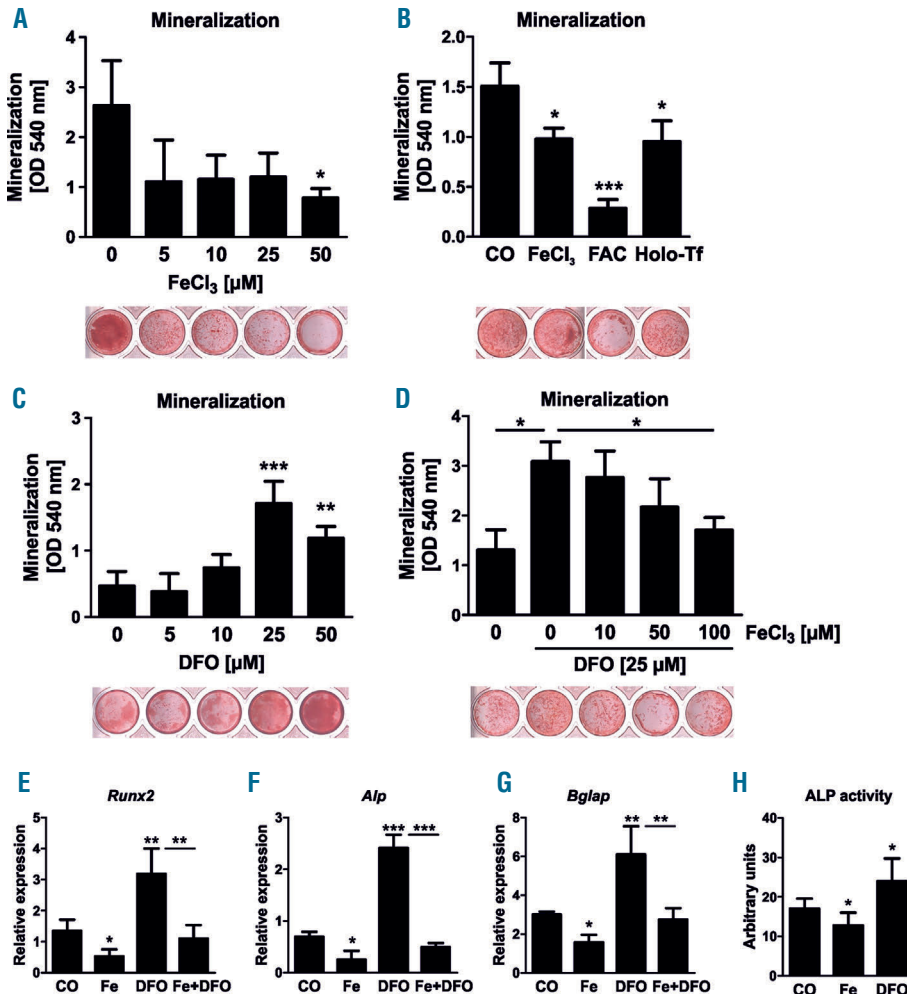 A
Mineralization
Mineralization
[OD 540 nm]
4
3
2
1
0
*
0 5 10 25 50
FeCl₃ [µM]
B
Mineralization
Mineralization
[OD 540 nm]
2.0
1.5
1.0
0.5
0.0
* *** *
CO FeCl₃ FAC Holo-Tf
C
Mineralization
Mineralization
[OD 540 nm]
3
2
1
0
*** **
0 5 10 25 50
DFO [µM]
D
Mineralization
Mineralization
[OD 540 nm]
4
3
2
1
0
* *
0 0 10 50 100 FeCl₃ [µM]
DFO [25 µM]
E
Runx2
Relative expression
5
4
3
2
1
0
* ** **
CO Fe DFO Fe+DFO
F
Alp
Relative expression
3
2
1
0
* *** ***
CO Fe DFO Fe+DFO
G
Bglap
Relative expression
8
6
4
2
0
* ** **
CO Fe DFO Fe+DFO
H
ALP activity
Arbitrary units
40
30
20
10
0
* *
CO Fe DFO